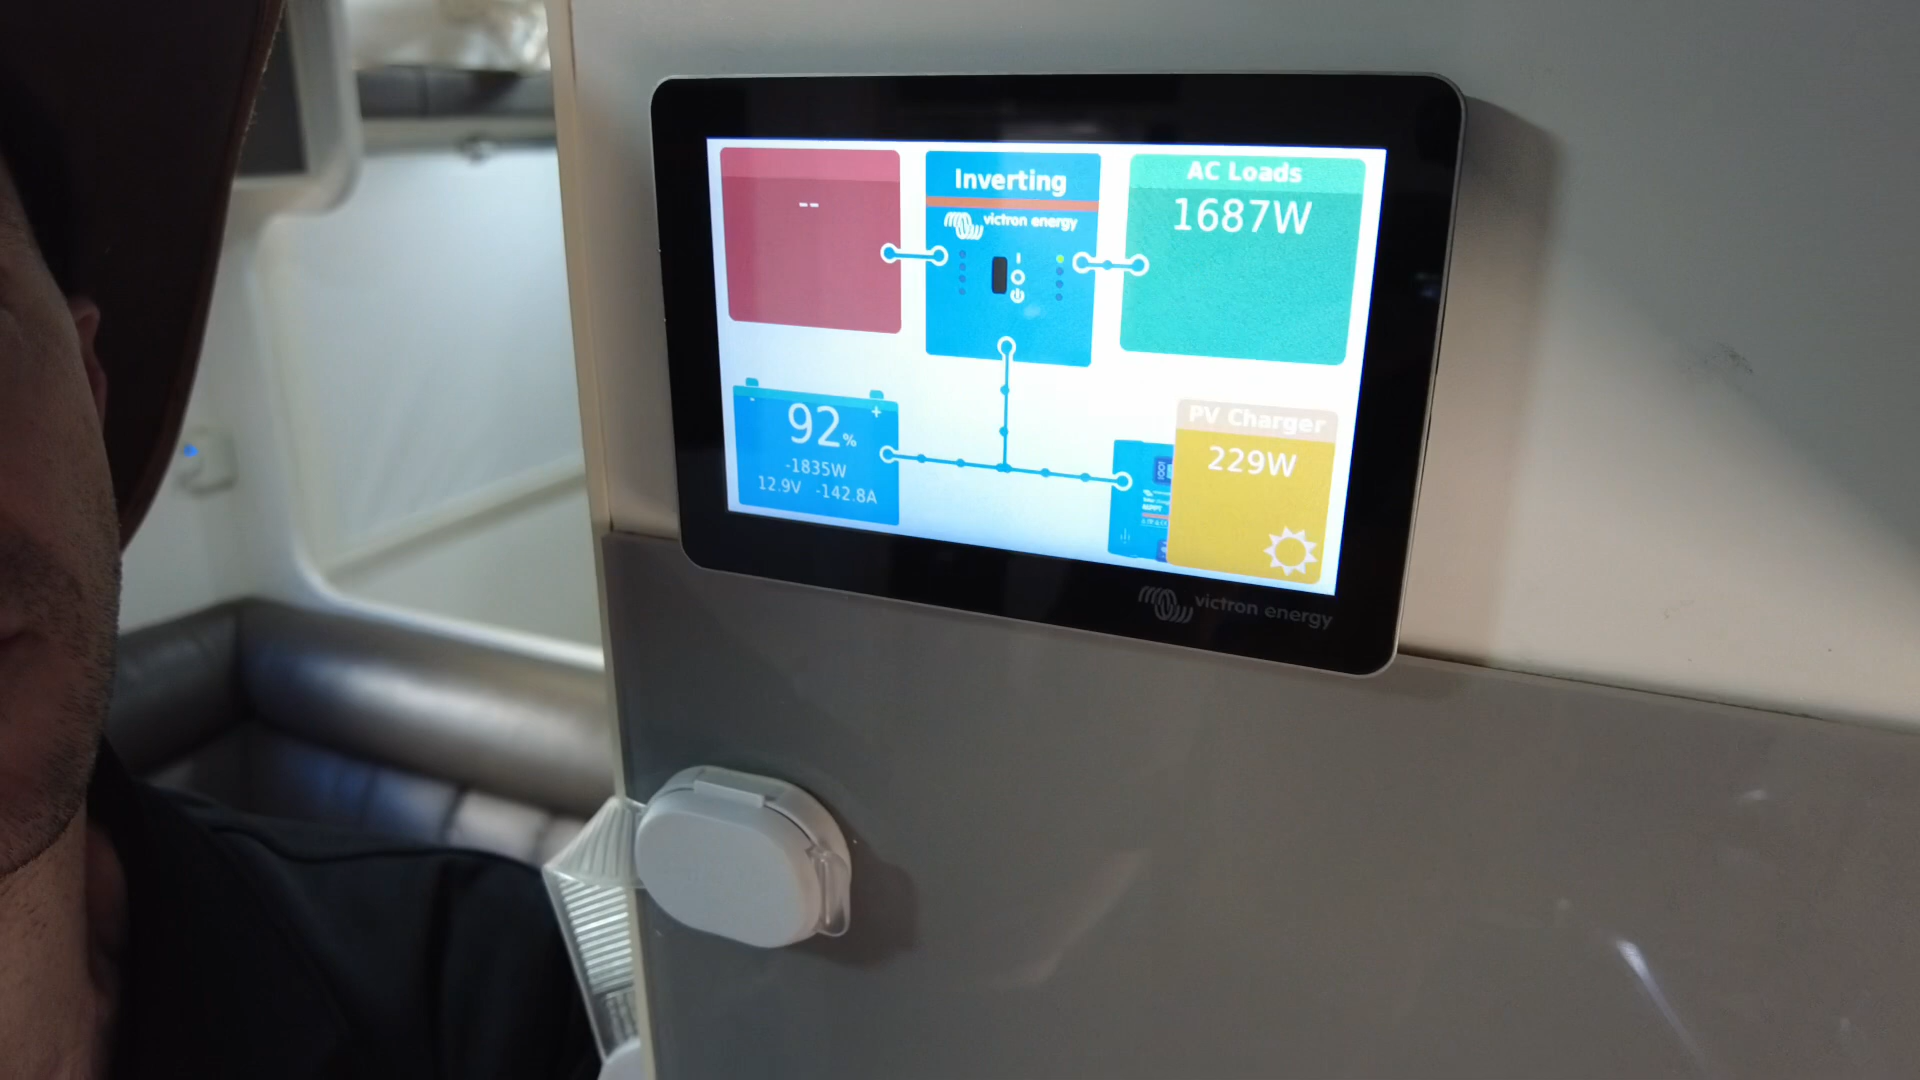 --
Inverting
victron energy
AC Loads
1687W
92%
-1835W
12.9V -142.8A
PV Charger
229W
victron energy